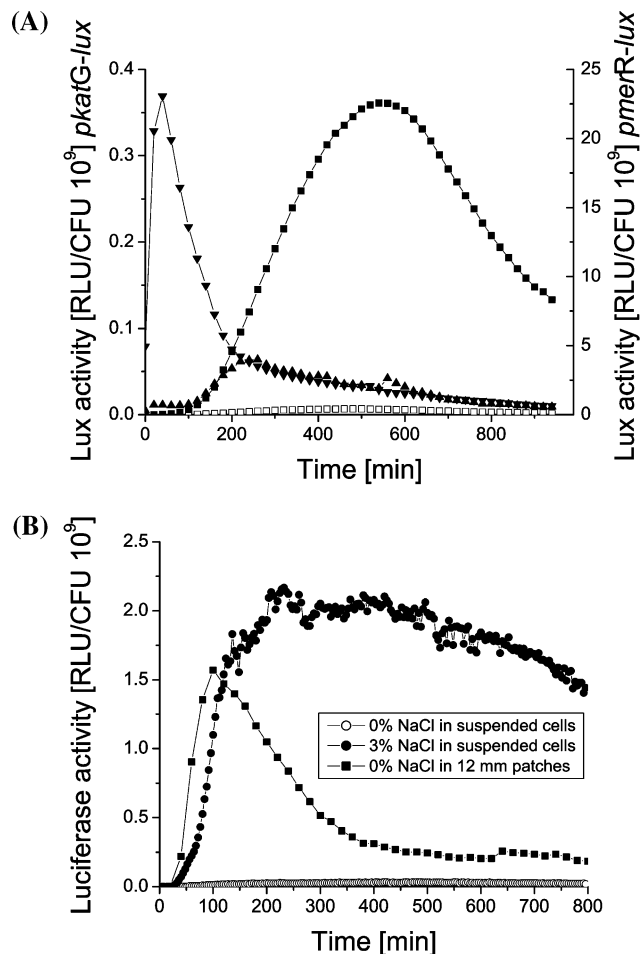 (A)
Lux activity [RLU/CFU 10⁹] pkatG-lux
0.4
0.3
0.2
0.1
0.0
25
20
15
10
5
0
Lux activity [RLU/CFU 10⁹] pmerR-lux
0 200 400 600 800
Time [min]
(B)
Luciferase activity [RLU/CFU 10⁹]
2.5
2.0
1.5
1.0
0.5
0.0
0% NaCl in suspended cells
3% NaCl in suspended cells
0% NaCl in 12 mm patches
0 100 200 300 400 500 600 700 800
Time [min]